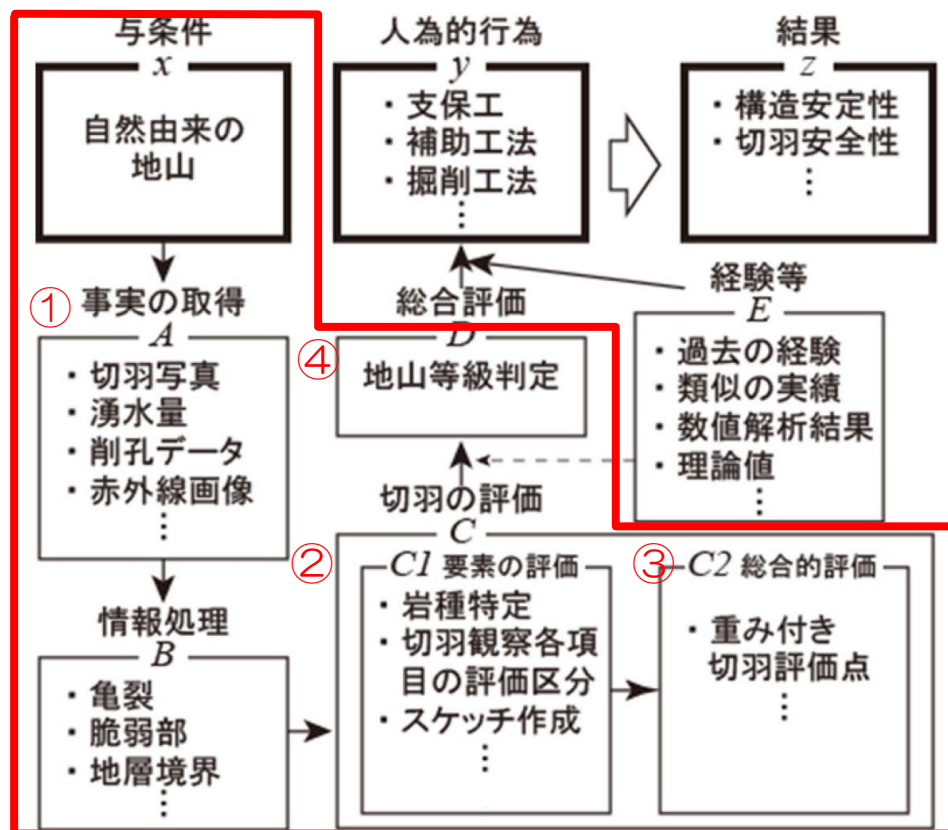 与条件
x
自然由来の
地山
人為的行為
y
・支保工
・補助工法
・掘削工法
⋮
結果
z
・構造安定性
・切羽安全性
⋮
① 事実の取得
A
・切羽写真
・湧水量
・削孔データ
・赤外線画像
⋮
情報処理
B
・亀裂
・脆弱部
・地層境界
⋮
総合評価
D
④
地山等級判定
経験等
E
・過去の経験
・類似の実績
・数値解析結果
・理論値
⋮
切羽の評価
C
②
C1 要素の評価
・岩種特定
・切羽観察各項
目の評価区分
・スケッチ作成
⋮
③
C2 総合的評価
・重み付き
切羽評価点
⋮